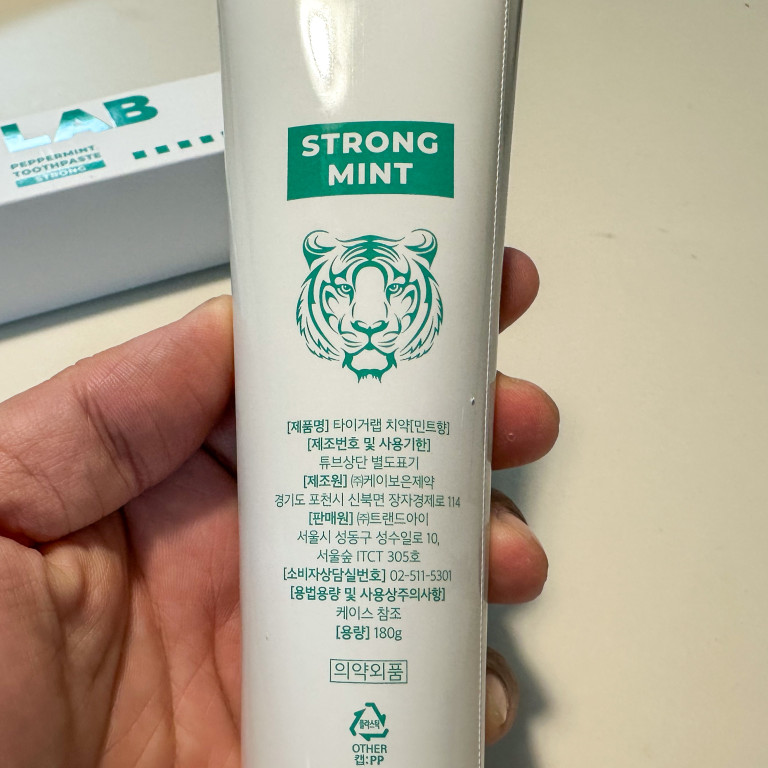 LAB
PEPPERMINT
TOOTHPASTE
STRONG
STRONG
MINT
[제품명] 타이거랩 치약[민트향]
[제조번호 및 사용기한]
튜브상단 별도표기
[제조원] ㈜케이보은제약
경기도 포천시 신북면 장자경제로 114
[판매원] ㈜트랜드아이
서울시 성동구 성수일로 10,
서울숲 ITCT 305호
[소비자상담실번호] 02-511-5301
[용법용량 및 사용상주의사항]
케이스 참조
[용량] 180g
의약외품
플라스틱
OTHER
캡:PP